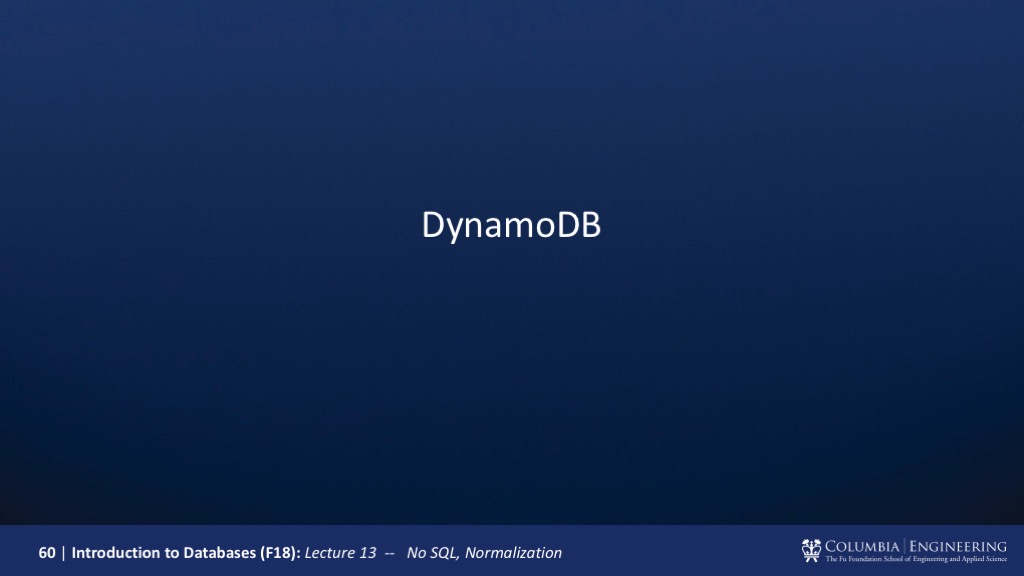 DynamoDB
60 | Introduction to Databases (F18): Lecture 13 -- No SQL, Normalization
COLUMBIA | ENGINEERING
The Fu Foundation School of Engineering and Applied Science